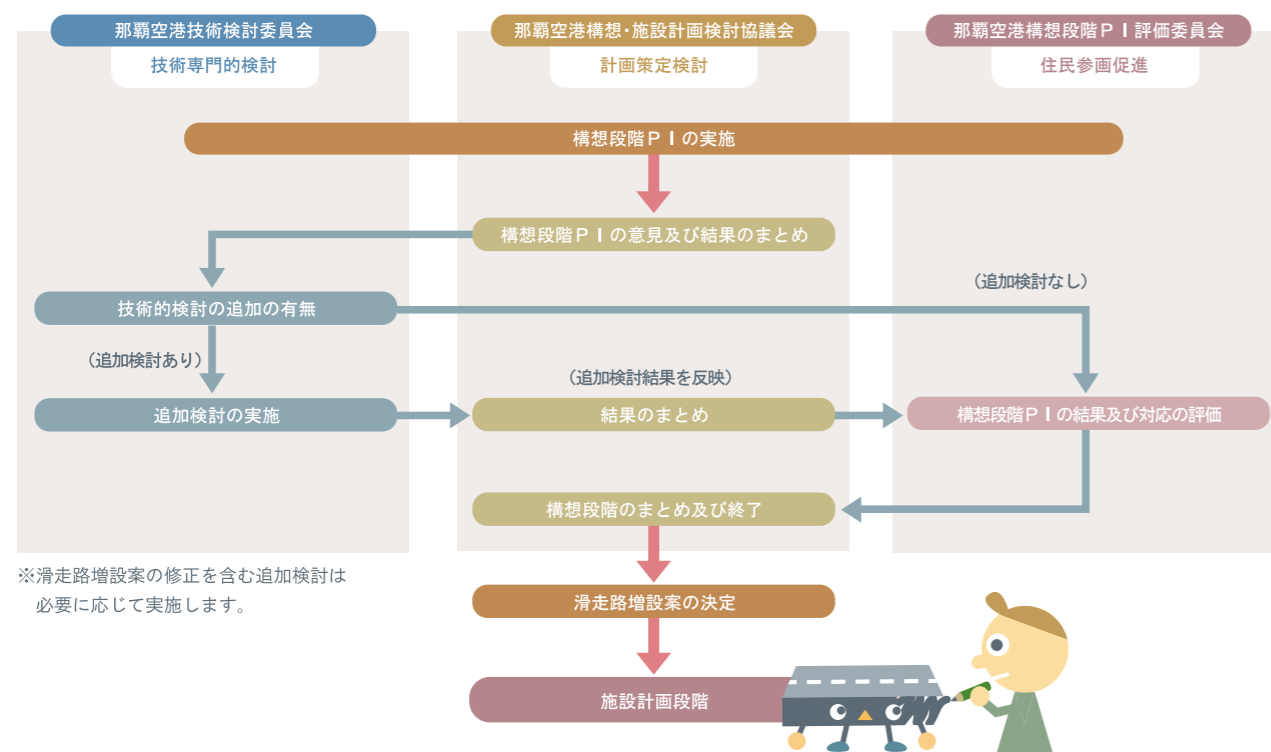 那覇空港技術検討委員会
技術専門的検討
那覇空港構想・施設計画検討協議会
計画策定検討
那覇空港構想段階ＰＩ評価委員会
住民参画促進
構想段階ＰＩの実施
構想段階ＰＩの意見及び結果のまとめ
（追加検討なし）
技術的検討の追加の有無
（追加検討あり）
（追加検討結果を反映）
追加検討の実施
結果のまとめ
構想段階ＰＩの結果及び対応の評価
構想段階のまとめ及び終了
※滑走路増設案の修正を含む追加検討は
必要に応じて実施します。
滑走路増設案の決定
施設計画段階